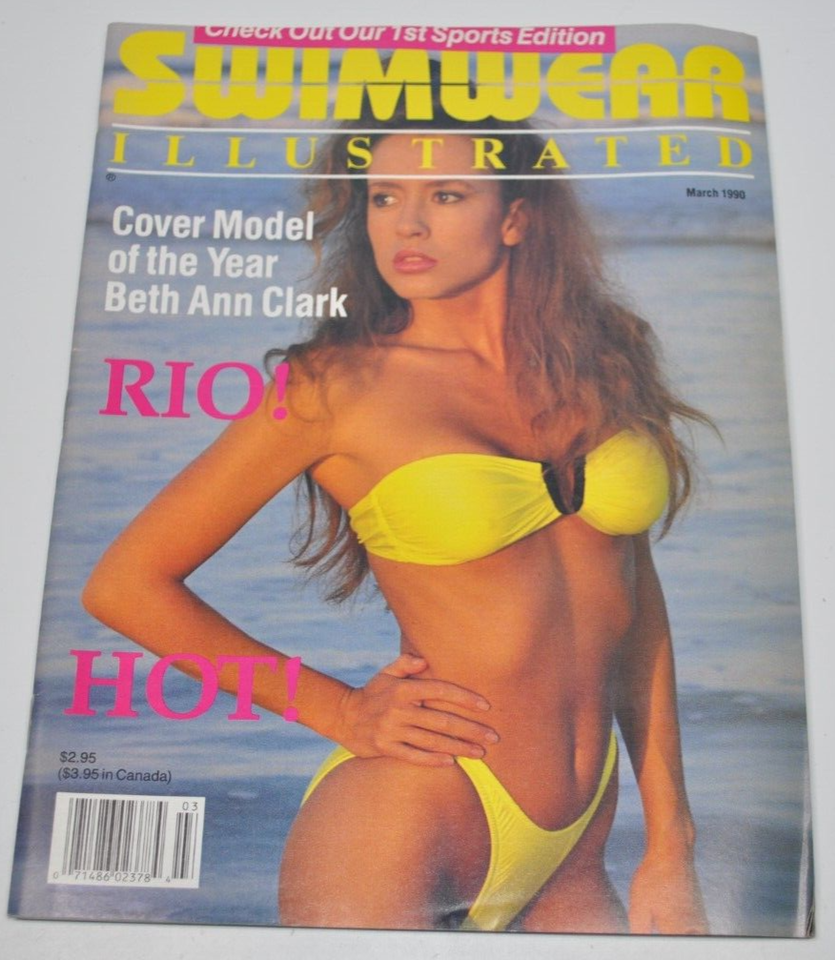 Check Out Our 1st Sports Edition
SWIMWEAR
ILLUSTRATED
®
March 1990
Cover Model
of the Year
Beth Ann Clark
RIO!
HOT!
$2.95
($3.95 in Canada)
03
0 71486 02378 4